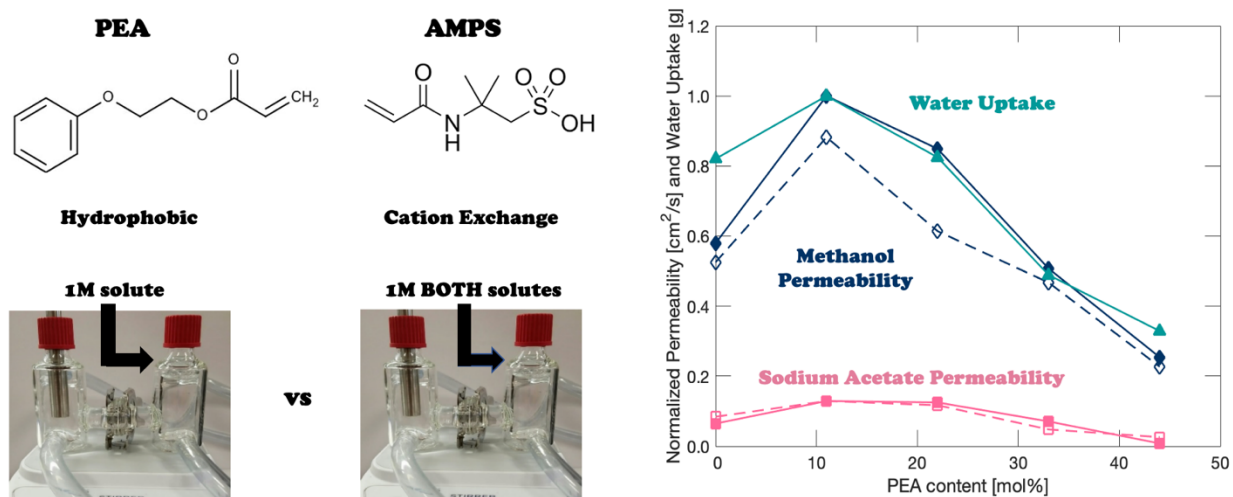 PEA
AMPS
O
O
O
CH2
O
N
H
O
O
S
OH
Hydrophobic
Cation Exchange
1M solute
1M BOTH solutes
vs
Normalized Permeability [cm²/s] and Water Uptake [g]
1.2
1.0
0.8
0.6
0.4
0.2
0.0
Water Uptake
Methanol
Permeability
Sodium Acetate Permeability
0
10
20
30
40
50
PEA content [mol%]